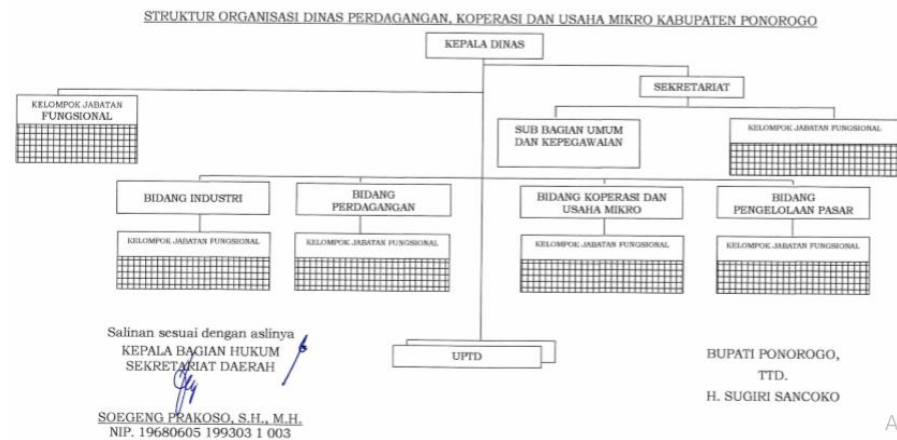 STRUKTUR ORGANISASI DINAS PERDAGANGAN, KOPERASI DAN USAHA MIKRO KABUPATEN PONOROGO
KEPALA DINAS
SEKRETARIAT
KELOMPOK JABATAN
FUNGSIONAL
SUB BAGIAN UMUM
DAN KEPEGAWAIAN
KELOMPOK JABATAN FUNGSIONAL
BIDANG INDUSTRI
BIDANG
PERDAGANGAN
BIDANG KOPERASI DAN
USAHA MIKRO
BIDANG
PENGELOLAAN PASAR
KELOMPOK JABATAN FUNGSIONAL
KELOMPOK JABATAN FUNGSIONAL
KELOMPOK JABATAN FUNGSIONAL
KELOMPOK JABATAN FUNGSIONAL
UPTD
Salinan sesuai dengan aslinya
KEPALA BAGIAN HUKUM
SEKRETARIAT DAERAH
SOEGENG PRAKOSO, S.H., M.H.
NIP. 19680605 199303 1 003
BUPATI PONOROGO,
TTD.
H. SUGIRI SANCOKO
A